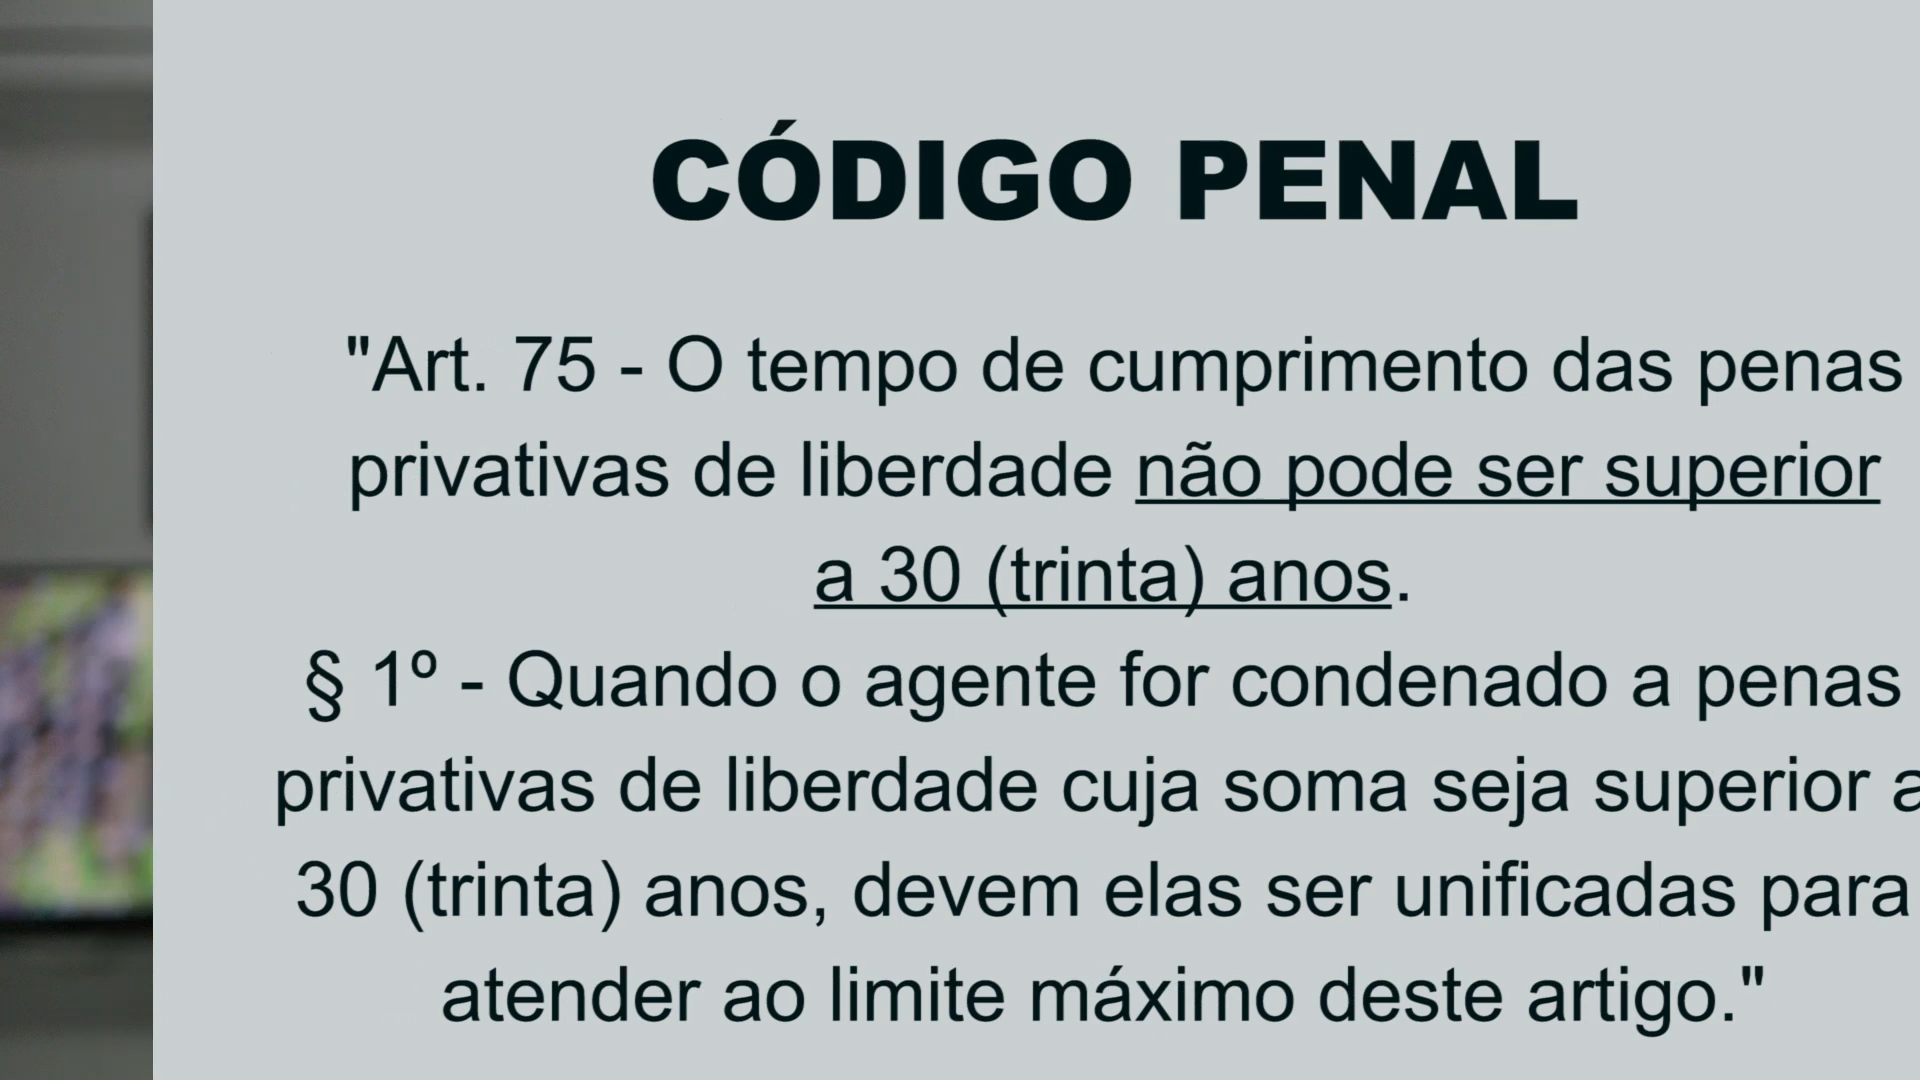 CÓDIGO PENAL
"Art. 75 - O tempo de cumprimento das penas
privativas de liberdade não pode ser superior
a 30 (trinta) anos.
§ 1º - Quando o agente for condenado a penas
privativas de liberdade cuja soma seja superior a
30 (trinta) anos, devem elas ser unificadas para
atender ao limite máximo deste artigo."